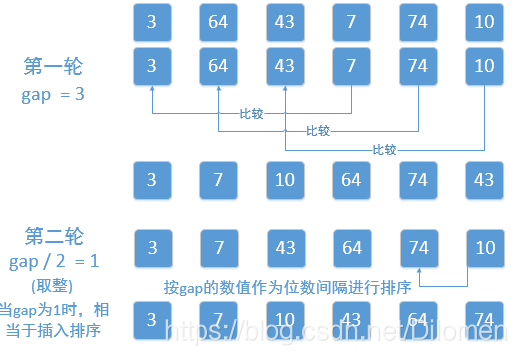 3 64 43 7 74 10
第一轮
3 64 43 7 74 10
gap = 3
比较
比较
比较
3 7 10 64 74 43
第二轮
3 7 43 64 74 10
gap / 2 = 1
(取整)
按gap的数值作为位数间隔进行排序
当gap为1时，相
当于插入排序
3 7 10 43 64 74
https://blog.csdn.net/Dilomen